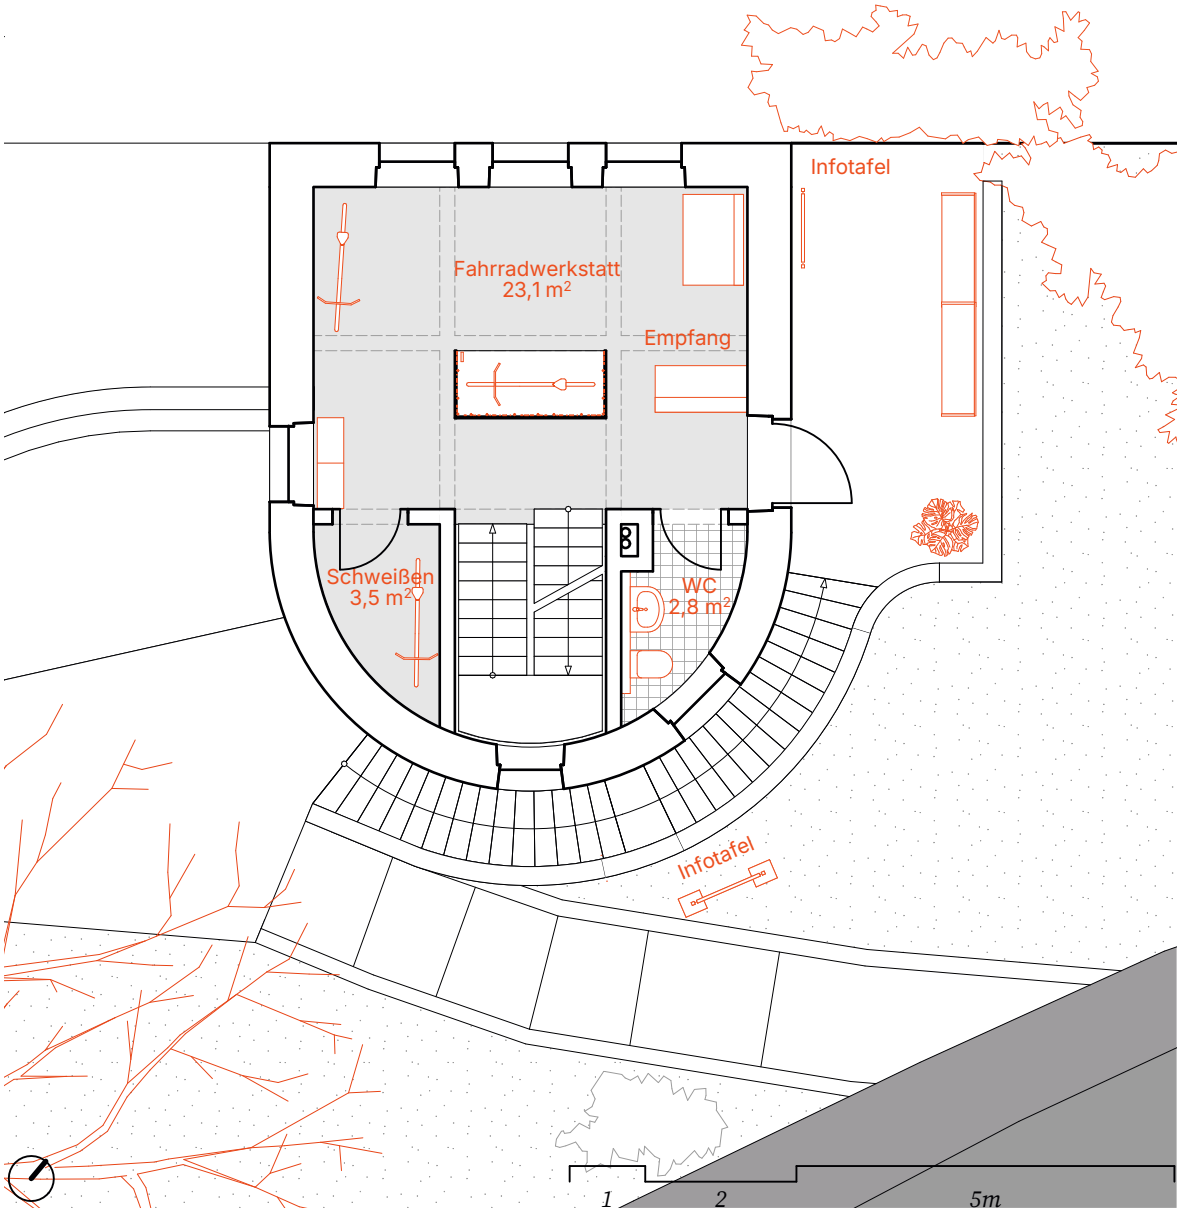 Infotafel
Fahrradwerkstatt
23,1 m²
Empfang
Schweißen
3,5 m²
WC
2,8 m²
Infotafel
1
2
5m